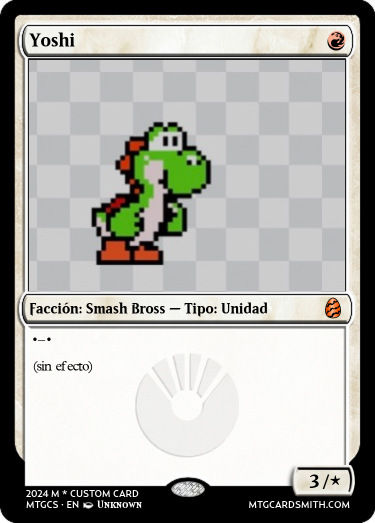 Yoshi
Facción: Smash Bross — Tipo: Unidad
•–•
(sin efecto)
3/★
2024 M * CUSTOM CARD
MTGCS · EN Unknown
MTGCARDSMITH.COM